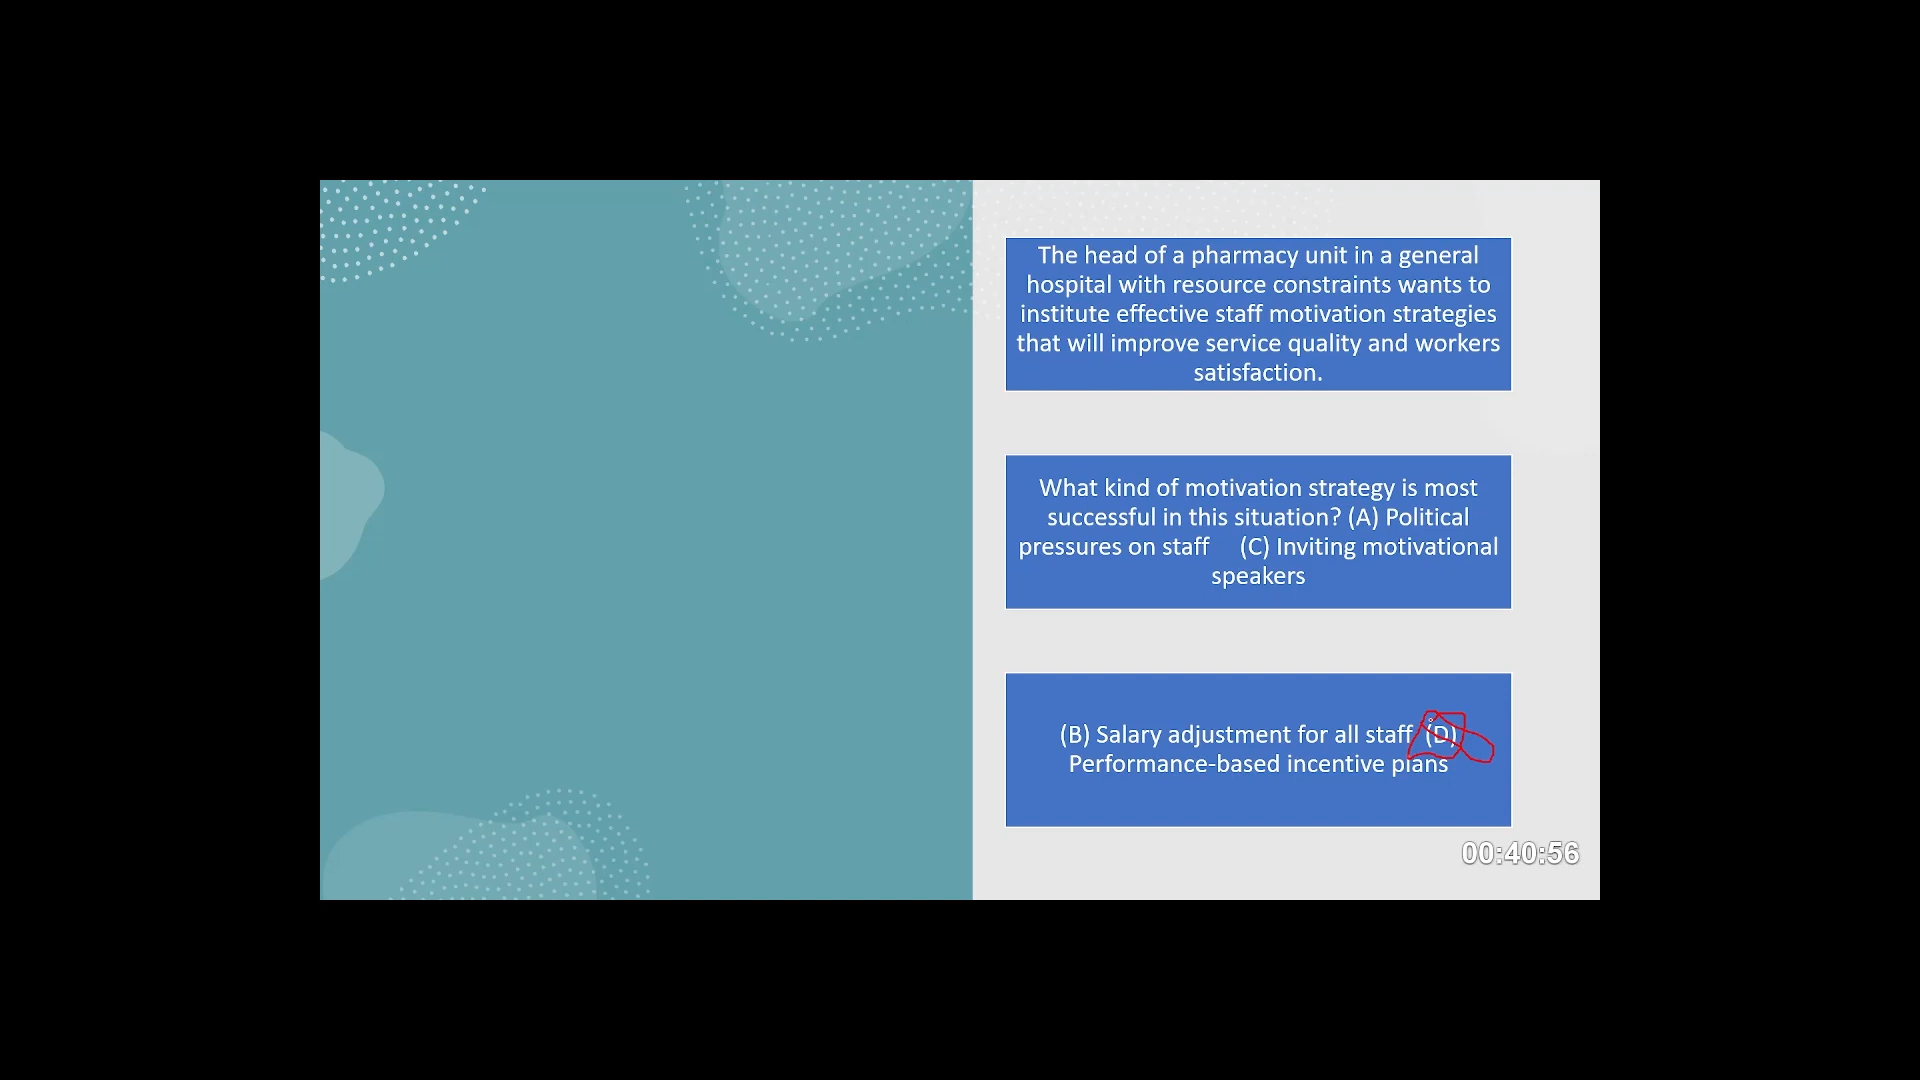 The head of a pharmacy unit in a general
hospital with resource constraints wants to
institute effective staff motivation strategies
that will improve service quality and workers
satisfaction.
What kind of motivation strategy is most
successful in this situation? (A) Political
pressures on staff (C) Inviting motivational
speakers
(B) Salary adjustment for all staff (D)
Performance-based incentive plans
00:40:56